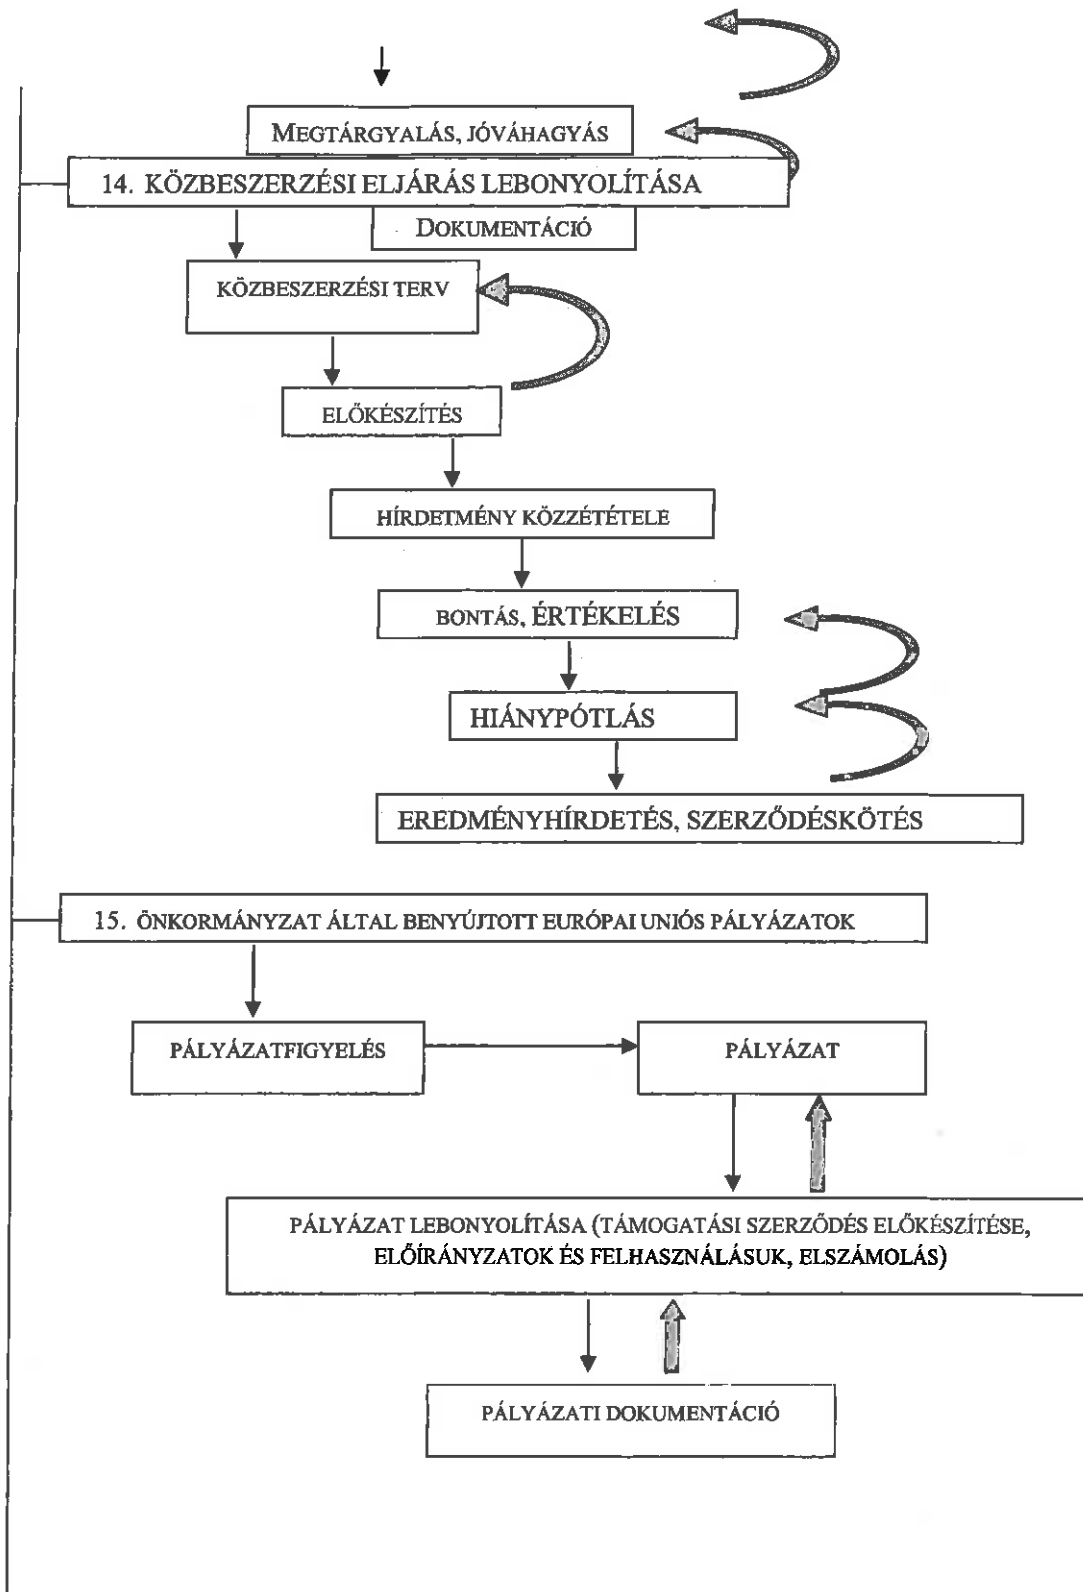 MEGTÁRGYALÁS, JÓVÁHAGYÁS
14. KÖZBESZERZÉSI ELJÁRÁS LEBONYOLÍTÁSA
DOKUMENTÁCIÓ
KÖZBESZERZÉSI TERV
ELŐKÉSZÍTÉS
HÍRDETMÉNY KÖZZÉTÉTELE
BONTÁS, ÉRTÉKELÉS
HIÁNYPÓTLÁS
EREDMÉNYHÍRDETÉS, SZERZŐDÉSKÖTÉS
15. ÖNKORMÁNYZAT ÁLTAL BENYÚJTOTT EURÓPAI UNIÓS PÁLYÁZATOK
PÁLYÁZATFIGYELÉS
PÁLYÁZAT
PÁLYÁZAT LEBONYOLÍTÁSA (TÁMOGATÁSI SZERZŐDÉS ELŐKÉSZÍTÉSE,
ELŐÍRÁNYZATOK ÉS FELHASZNÁLÁSUK, ELSZÁMOLÁS)
PÁLYÁZATI DOKUMENTÁCIÓ